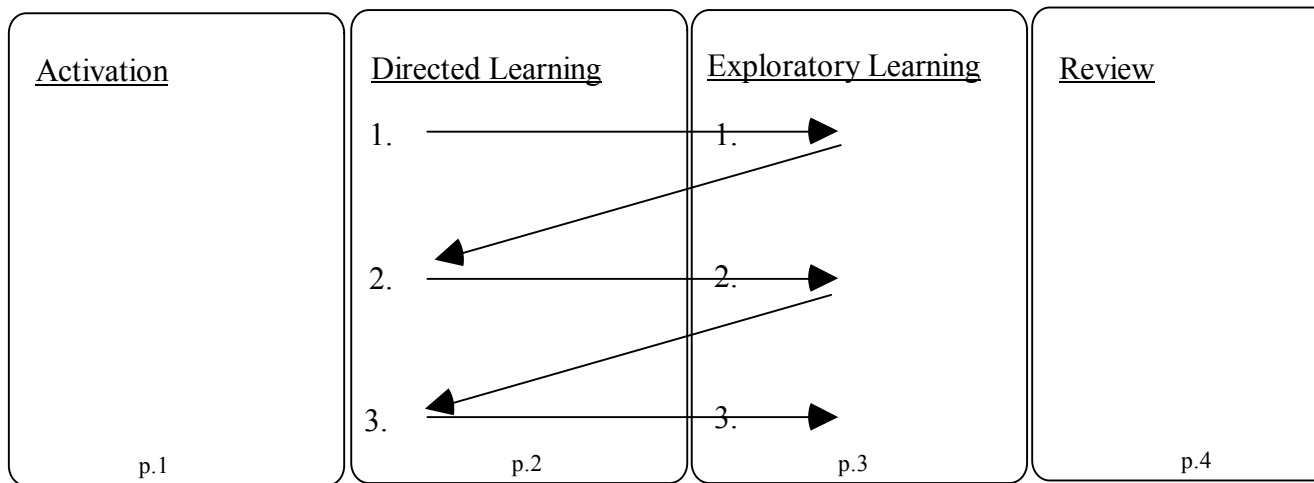 Activation
p.1
Directed Learning
1.
2.
3.
p.2
Exploratory Learning
1.
2.
3.
p.3
Review
p.4